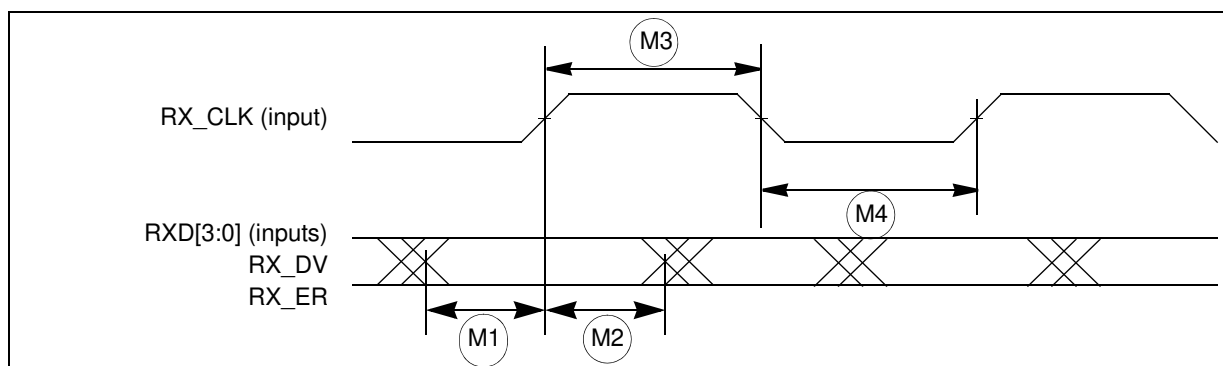 M3
RX_CLK (input)
M4
RXD[3:0] (inputs)
RX_DV
RX_ER
M1
M2